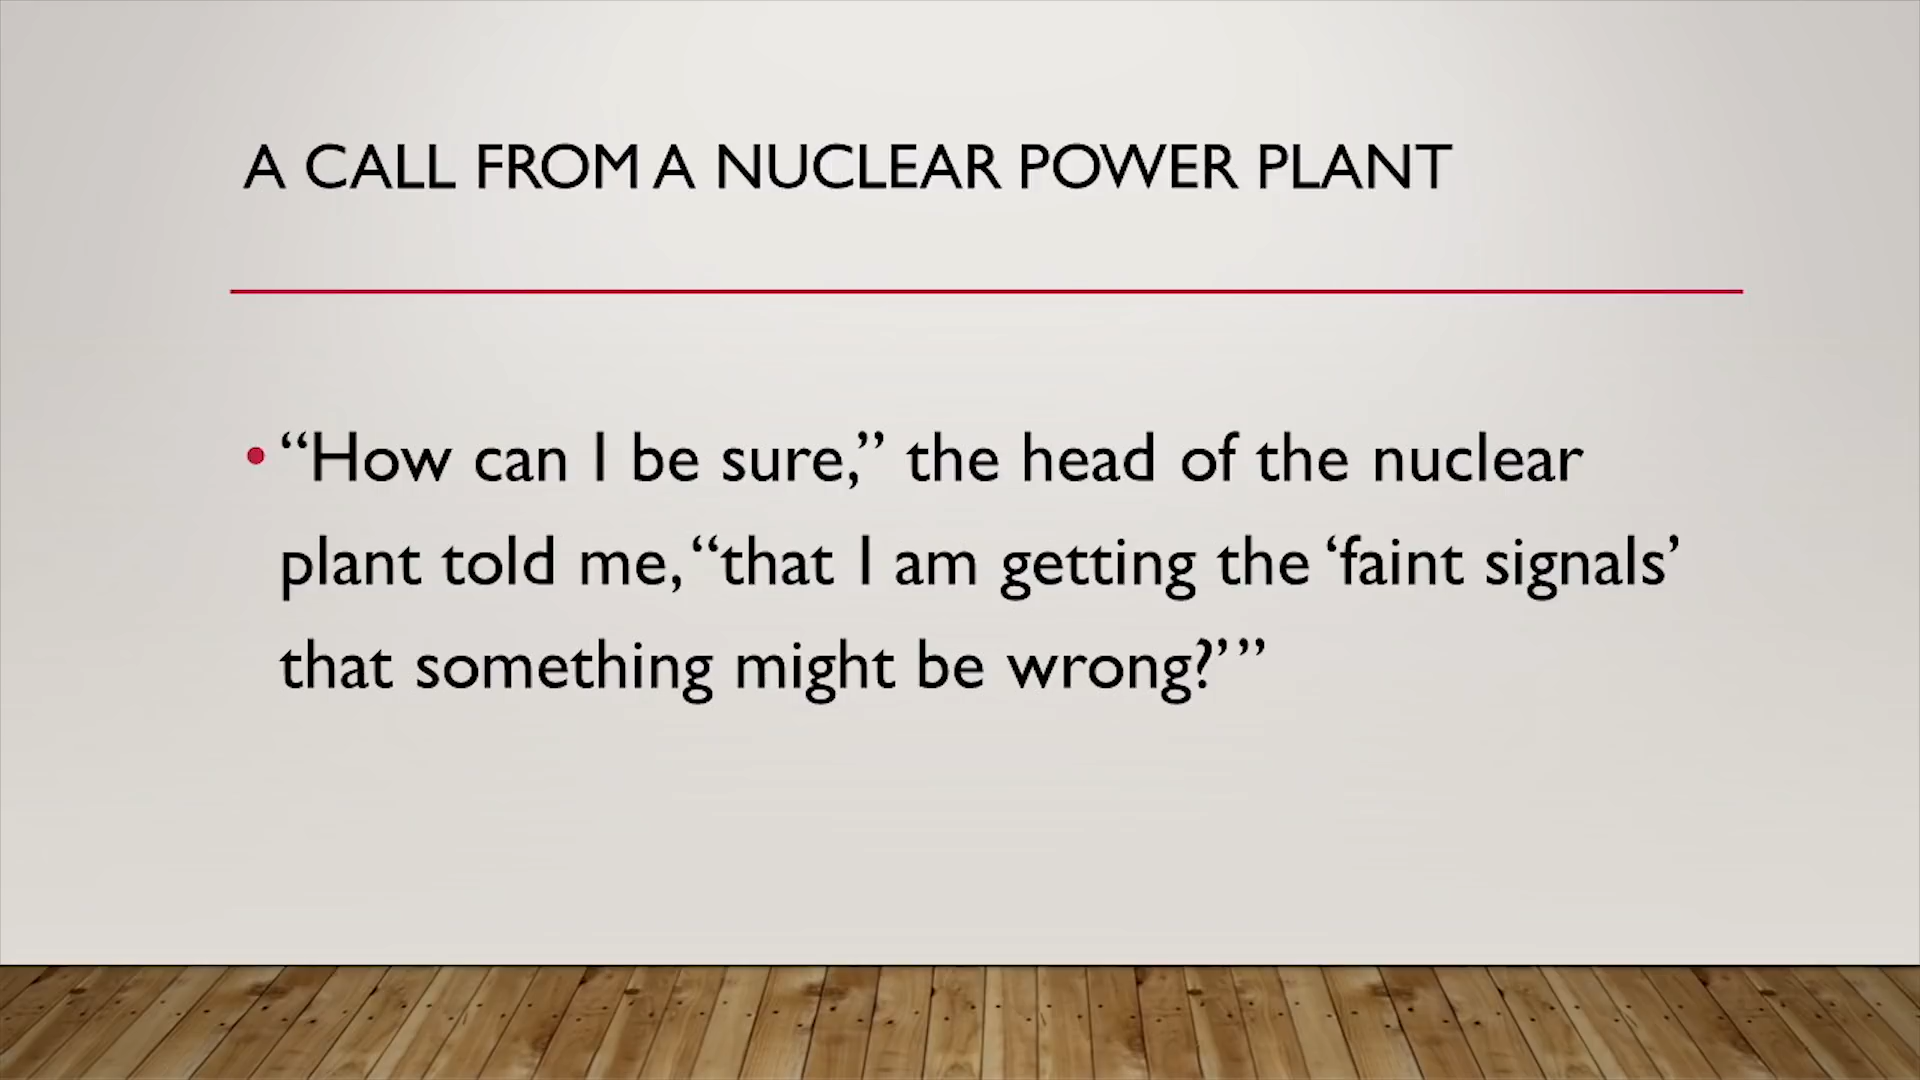 A CALL FROM A NUCLEAR POWER PLANT
• “How can I be sure,” the head of the nuclear
plant told me, “that I am getting the ‘faint signals’
that something might be wrong?’”